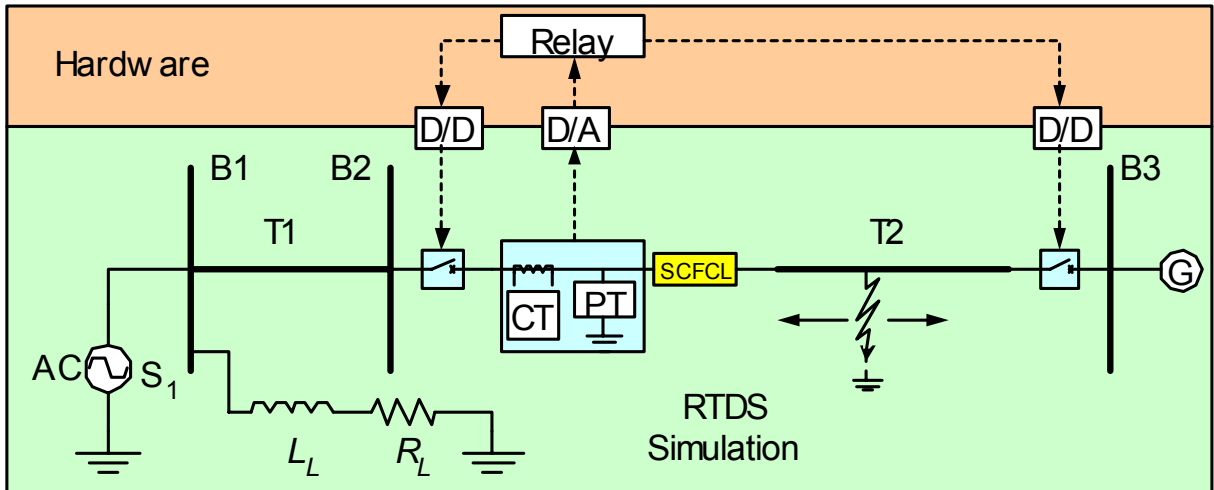 Relay
Hardw are
D/D
D/A
D/D
B1
B2
B3
T1
T2
SCFCL
G
CT
PT
AC
S1
RTDS
Simulation
LL
RL